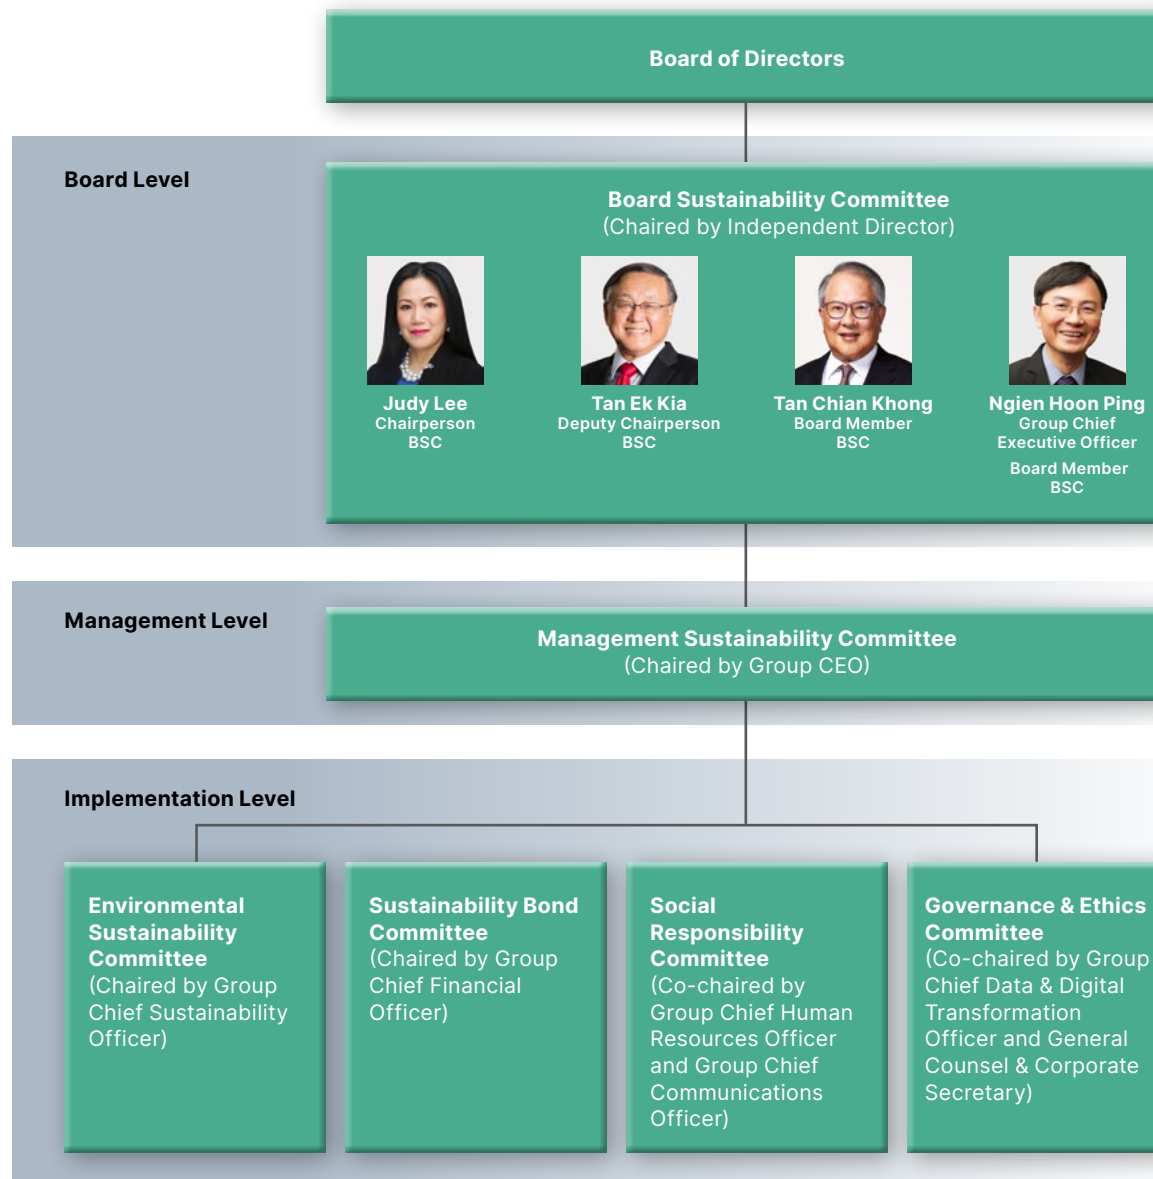 Board of Directors
Board Level
Board Sustainability Committee
(Chaired by Independent Director)
Judy Lee
Chairperson
BSC
Tan Ek Kia
Deputy Chairperson
BSC
Tan Chian Khong
Board Member
BSC
Ngien Hoon Ping
Group Chief
Executive Officer
Board Member
BSC
Management Level
Management Sustainability Committee
(Chaired by Group CEO)
Implementation Level
Environmental
Sustainability
Committee
(Chaired by Group
Chief Sustainability
Officer)
Sustainability Bond
Committee
(Chaired by Group
Chief Financial
Officer)
Social
Responsibility
Committee
(Co-chaired by
Group Chief Human
Resources Officer
and Group Chief
Communications
Officer)
Governance & Ethics
Committee
(Co-chaired by Group
Chief Data & Digital
Transformation
Officer and General
Counsel & Corporate
Secretary)